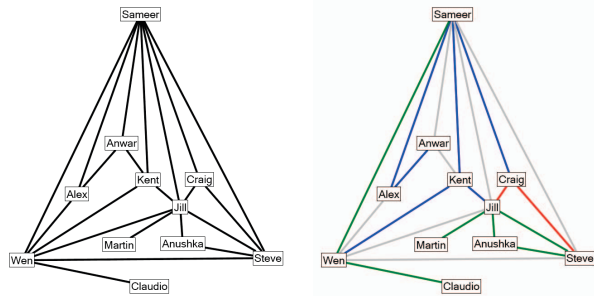 Sameer
Anwar
Kent
Craig
Alex
Jill
Martin
Anushka
Wen
Steve
Claudio
Sameer
Anwar
Kent
Craig
Alex
Jill
Martin
Anushka
Wen
Steve
Claudio